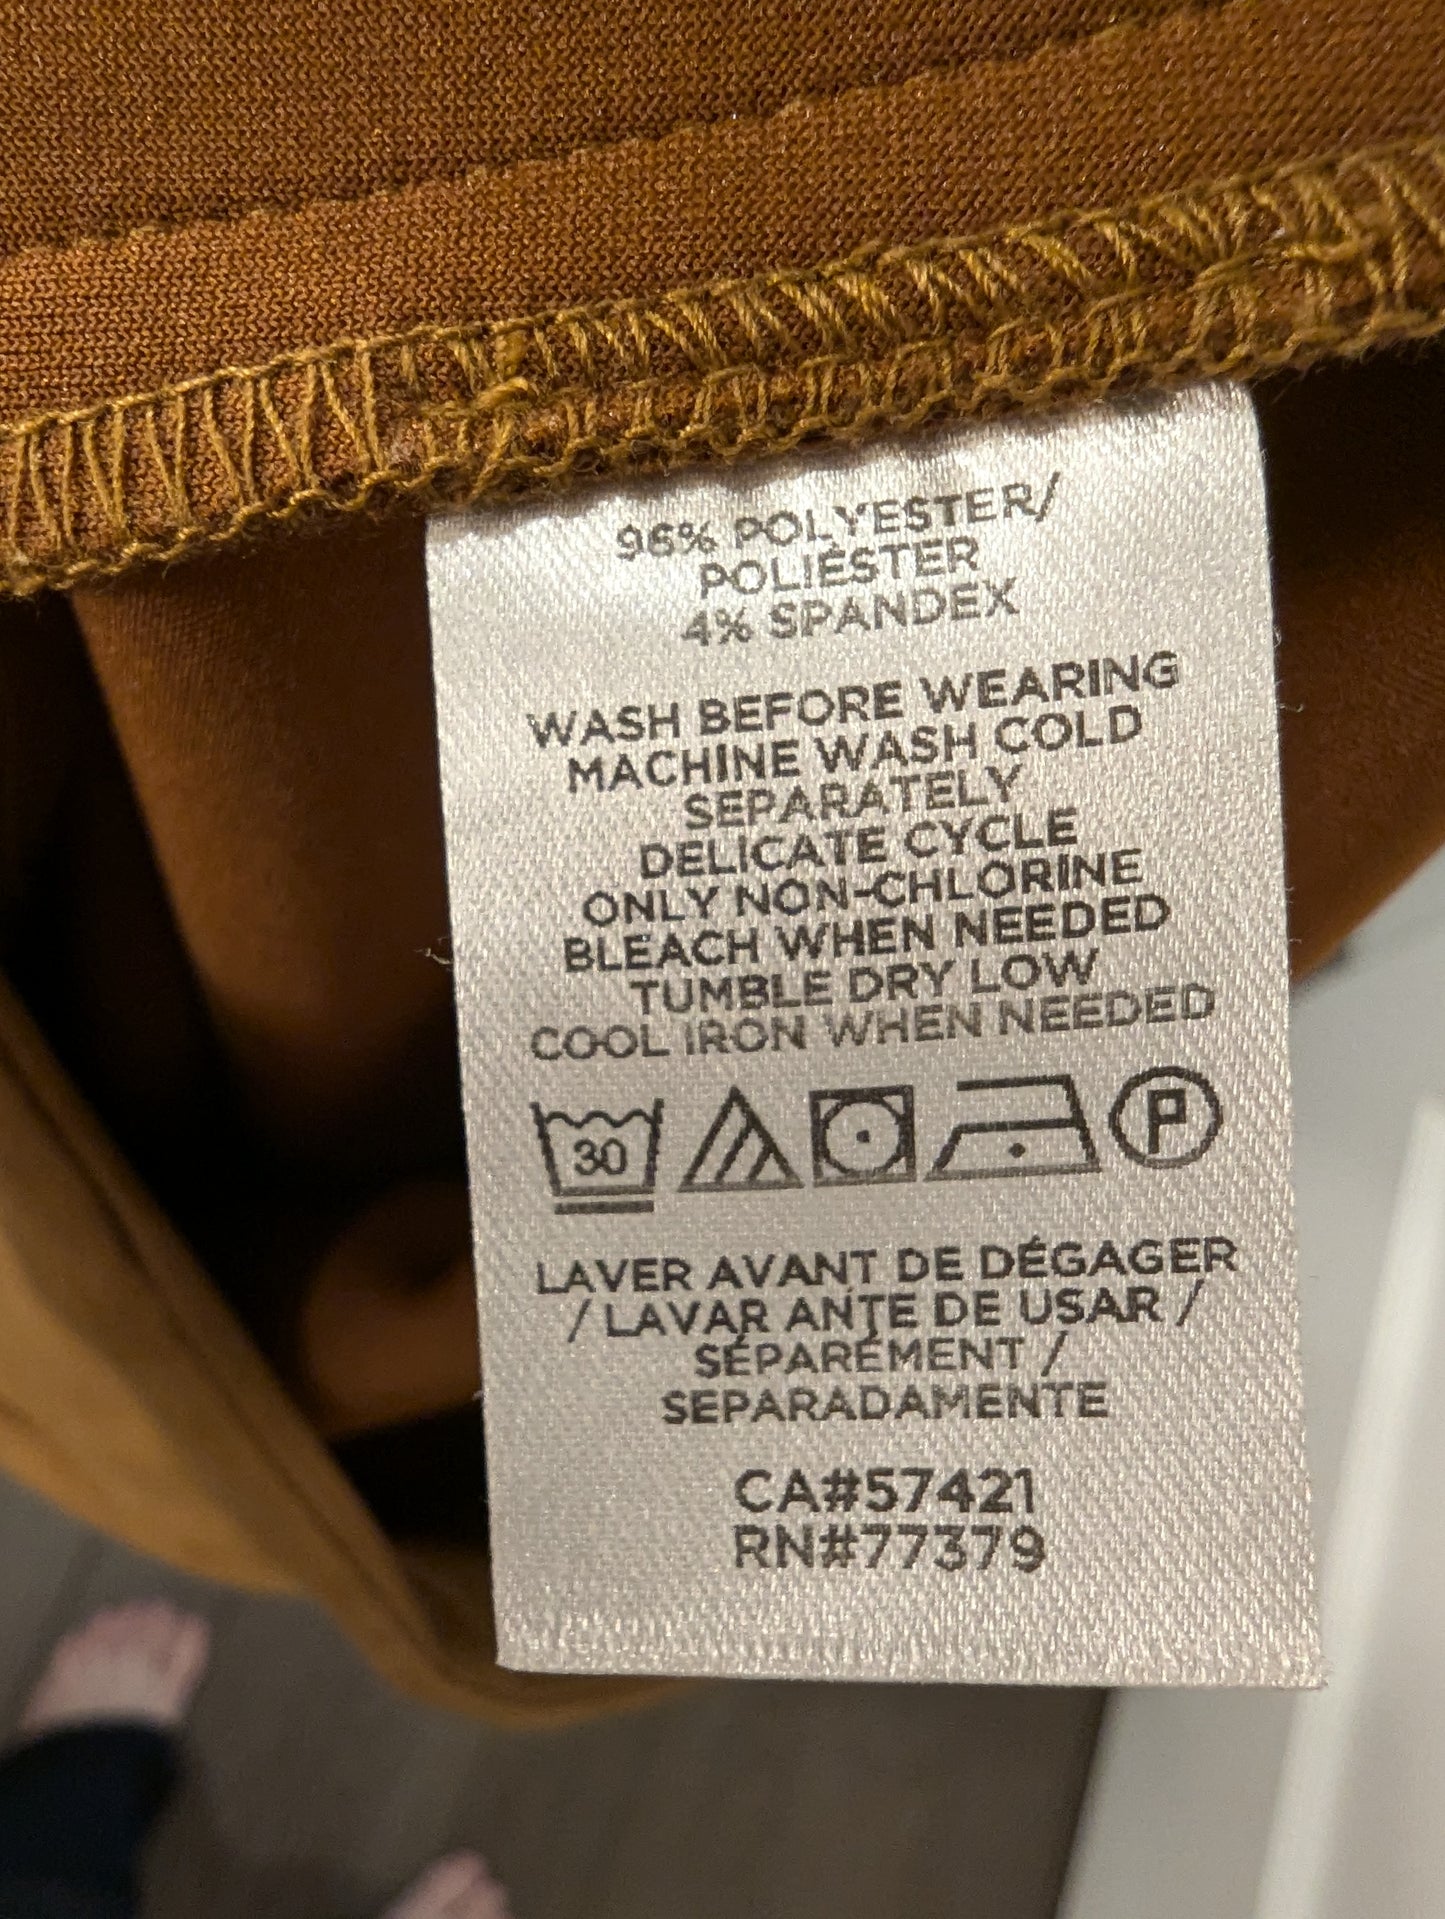 96% POLYESTER/
POLIÉSTER
4% SPANDEX
WASH BEFORE WEARING
MACHINE WASH COLD
SEPARATELY
DELICATE CYCLE
ONLY NON-CHLORINE
BLEACH WHEN NEEDED
TUMBLE DRY LOW
COOL IRON WHEN NEEDED
30 P
LAVER AVANT DE DÉGAGER
/ LAVAR ANTE DE USAR /
SÉPARÉMENT /
SEPARADAMENTE
CA#57421
RN#77379